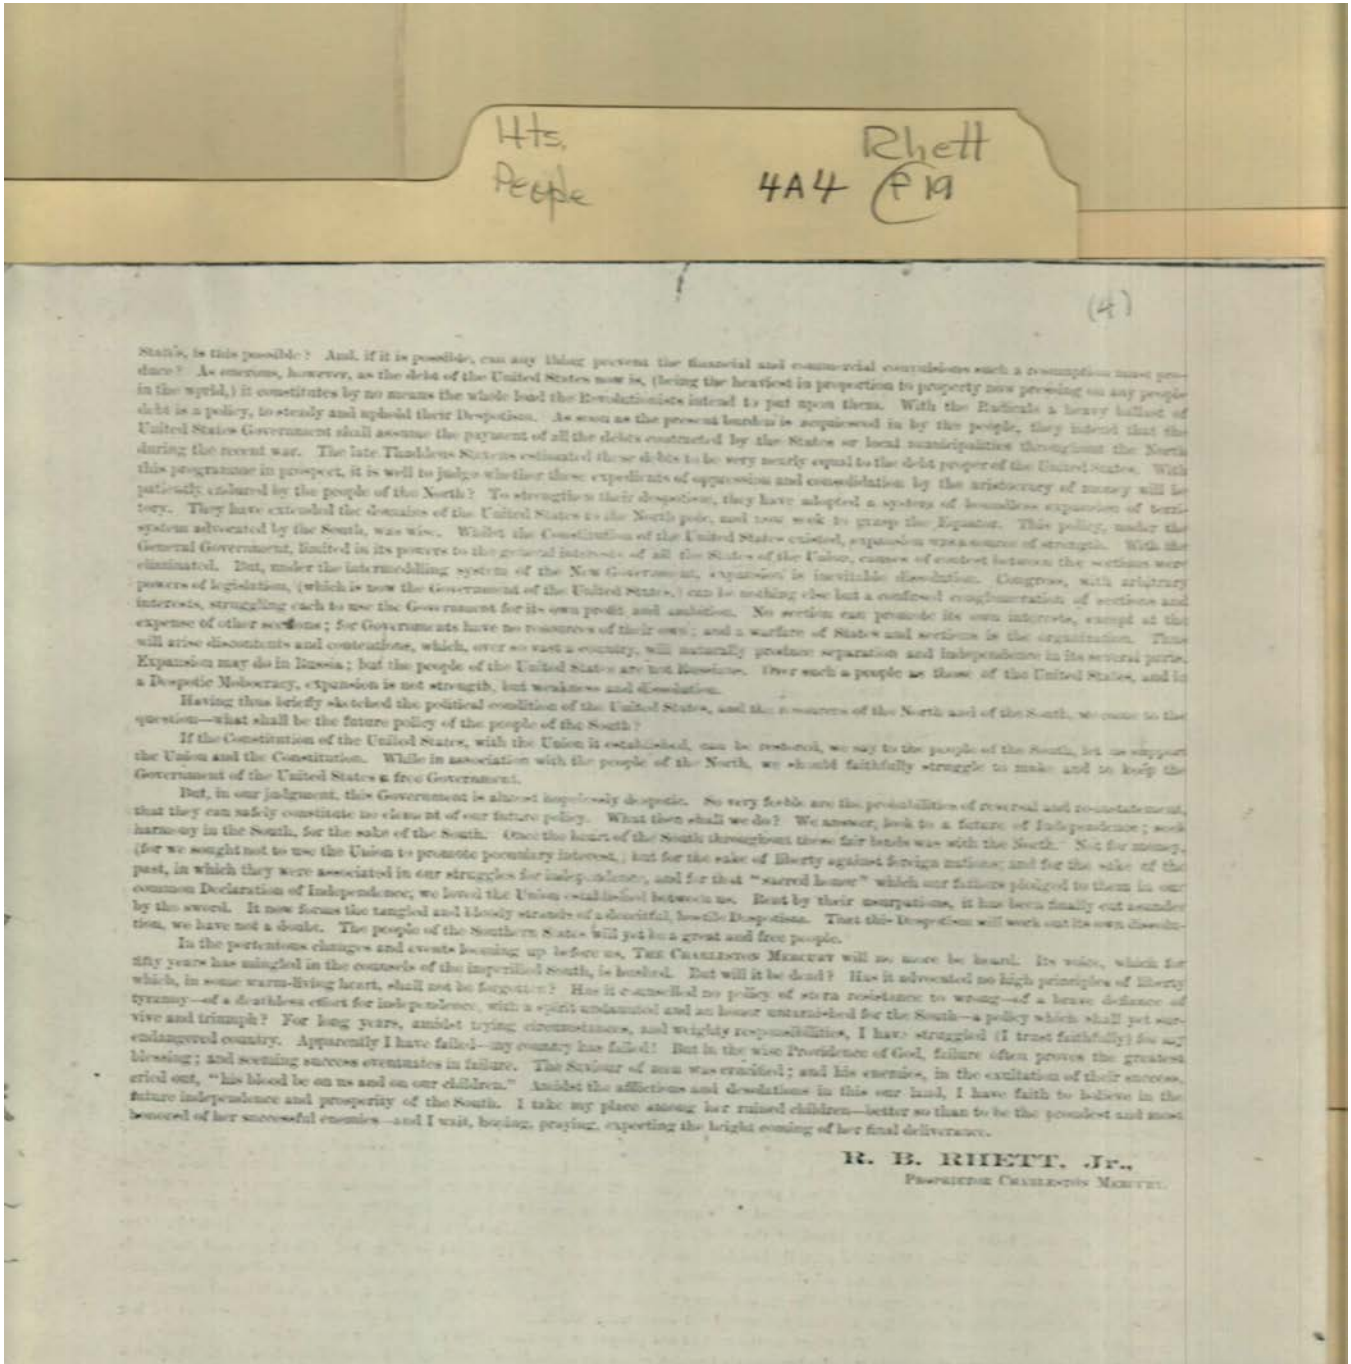 Hts. Rhett
People 4A4 P19
(4)
States, is this possible? And, if it is possible, can any thing prevent the financial and commercial convulsions such a resumption must pro-
duce? As onerous, however, as the debt of the United States now is, (being the heaviest in proportion to property now pressing on any people
in the world,) it constitutes by no means the whole load the Revolutionists intend to put upon them. With the Radicals a heavy ballast of
debt is a policy, to steady and uphold their Despotism. As soon as the present burden is acquiesced in by the people, they intend that the
United States Government shall assume the payment of all the debts contracted by the States or local municipalities throughout the North
during the recent war. The late Thaddeus Stevens estimated these debts to be very nearly equal to the debt proper of the United States. With
this programme in prospect, it is well to judge whether these expedients of oppression and consolidation by the aristocracy of money will be
patiently endured by the people of the North? To strengthen their despotism, they have adopted a system of boundless expansion of terri-
tory. They have extended the domains of the United States to the North pole, and now seek to grasp the Equator. This policy, under the
system advocated by the South, was wise. Whilst the Constitution of the United States existed, expansion was a source of strength. With the
General Government, limited in its powers to the general interests of all the States of the Union, causes of contest between the sections were
eliminated. But, under the intermeddling system of the New Government, expansion is inevitable dissolution. Congress, with arbitrary
powers of legislation, (which is now the Government of the United States,) can be nothing else but a confused conglomeration of sections and
interests, struggling each to use the Government for its own profit and ambition. No section can promote its own interests, except at the
expense of other sections; for Governments have no resources of their own; and a warfare of States and sections is the organization. Thus
will arise discontents and contentions, which, over so vast a country, will naturally produce separation and independence in its several parts.
Expansion may do in Russia; but the people of the United States are not Russians. Over such a people as those of the United States, and in
a Despotic Mobocracy, expansion is not strength, but weakness and dissolution.
Having thus briefly sketched the political condition of the United States, and the resources of the North and of the South, we come to the
question—what shall be the future policy of the people of the South?
If the Constitution of the United States, with the Union it established, can be restored, we say to the people of the South, let us support
the Union and the Constitution. While in association with the people of the North, we should faithfully struggle to make and to keep the
Government of the United States a free Government.
But, in our judgment, this Government is almost hopelessly despotic. So very feeble are the probabilities of reversal and re-instatement,
that they can safely constitute no element of our future policy. What then shall we do? We answer, look to a future of Independence; seek
harmony in the South, for the sake of the South. Once the heart of the South throughout these fair lands was with the North. Not for money,
(for we sought not to use the Union to promote pecuniary interest,) but for the sake of liberty against foreign nations; and for the sake of the
past, in which they were associated in our struggles for independence, and for that "sacred honor" which our fathers pledged to them in our
common Declaration of Independence, we loved the Union established between us. Rent by their usurpations, it has been finally cut asunder
by the sword. It now forms the tangled and bloody strands of a deceitful, hostile Despotism. That this Despotism will work out its own dissolu-
tion, we have not a doubt. The people of the Southern States will yet be a great and free people.
In the portentous changes and events looming up before us, THE CHARLESTON MERCURY will no more be heard. Its voice, which for
fifty years has mingled in the counsels of the imperilled South, is hushed. But will it be dead? Has it advocated no high principles of liberty
which, in some warm-living heart, shall not be forgotten? Has it counselled no policy of stern resistance to wrong—of a brave defiance of
tyranny—of a deathless effort for independence, with a spirit undaunted and an honor untarnished for the South—a policy which shall yet sur-
vive and triumph? For long years, amidst trying circumstances, and weighty responsibilities, I have struggled (I trust faithfully) for my
endangered country. Apparently I have failed—my country has failed! But in the wise Providence of God, failure often proves the greatest
blessing; and seeming success eventuates in failure. The Saviour of men was crucified; and his enemies, in the exultation of their success,
cried out, "his blood be on us and on our children." Amidst the afflictions and desolations in this our land, I have faith to believe in the
future independence and prosperity of the South. I take my place among her ruined children—better so than to be the proudest and most
honored of her successful enemies—and I wait, hoping, praying, expecting the bright coming of her final deliverance.
R. B. RHETT, Jr.,
PROPRIETOR CHARLESTON MERCURY.